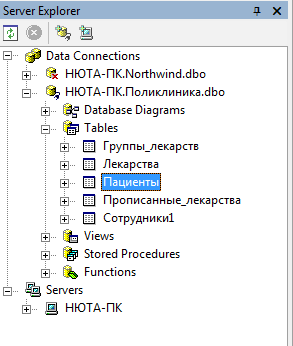 Server Explorer
Data Connections
НЮТА-ПК.Northwind.dbo
НЮТА-ПК.Поликлиника.dbo
Database Diagrams
Tables
Группы_лекарств
Лекарства
Пациенты
Прописанные_лекарства
Сотрудники1
Views
Stored Procedures
Functions
Servers
НЮТА-ПК